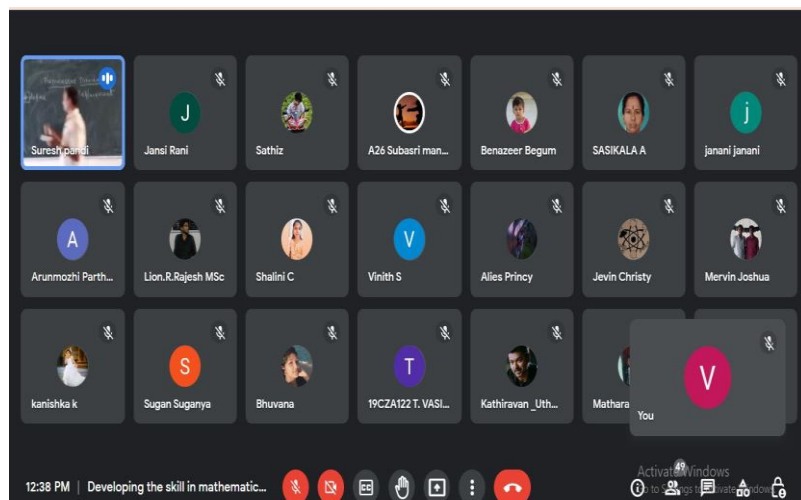 Suresh pandi
J
Jansi Rani
Sathiz
A26 Subasri man...
Benazeer Begum
SASIKALA A
j
janani janani
A
Arunmozhi Parth...
Lion.R.Rajesh MSc
Shalini C
V
Vinith S
Alies Princy
Jevin Christy
Mervin Joshua
kanishka k
S
Sugan Suganya
Bhuvana
T
19CZA122 T. VASI...
Kathiravan _Uth...
Mathara
V
You
Activate Windows
49
12:38 PM | Developing the skill in mathematic...
CC